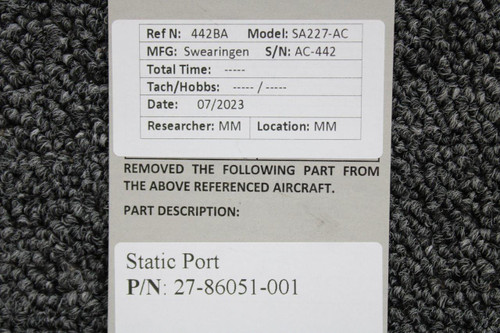 Ref N: 442BA Model: SA227-AC
MFG: Swearingen S/N: AC-442
Total Time: -----
Tach/Hobbs: ----- / -----
Date: 07/2023
Researcher: MM Location: MM
REMOVED THE FOLLOWING PART FROM
THE ABOVE REFERENCED AIRCRAFT.
PART DESCRIPTION:
Static Port
P/N: 27-86051-001